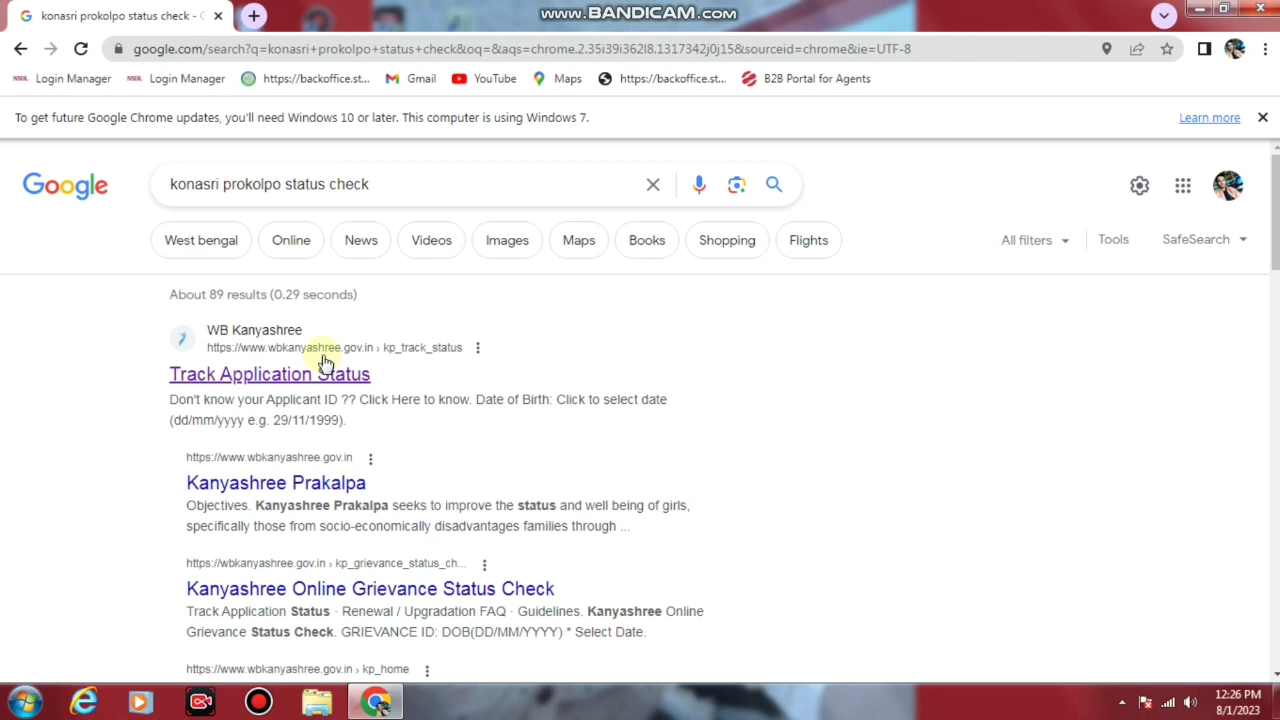 konasri prokolpo status check - G
www.BANDICAM.com
google.com/search?q=konasri+prokolpo+status+check&oq=&aqs=chrome.2.35i39i362l8.1317342j0j15&sourceid=chrome&ie=UTF-8
NSDL Login Manager NSDL Login Manager https://backoffice.st... Gmail YouTube Maps https://backoffice.st... B2B Portal for Agents
To get future Google Chrome updates, you'll need Windows 10 or later. This computer is using Windows 7. Learn more
Google konasri prokolpo status check
West bengal Online News Videos Images Maps Books Shopping Flights All filters Tools SafeSearch
About 89 results (0.29 seconds)
WB Kanyashree
https://www.wbkanyashree.gov.in › kp_track_status
Track Application Status
Don't know your Applicant ID ?? Click Here to know. Date of Birth: Click to select date
(dd/mm/yyyy e.g. 29/11/1999).
https://www.wbkanyashree.gov.in
Kanyashree Prakalpa
Objectives. Kanyashree Prakalpa seeks to improve the status and well being of girls,
specifically those from socio-economically disadvantages families through ...
https://wbkanyashree.gov.in › kp_grievance_status_ch...
Kanyashree Online Grievance Status Check
Track Application Status · Renewal / Upgradation FAQ · Guidelines. Kanyashree Online
Grievance Status Check. GRIEVANCE ID: DOB(DD/MM/YYYY) * Select Date.
https://www.wbkanyashree.gov.in › kp_home
12:26 PM
8/1/2023